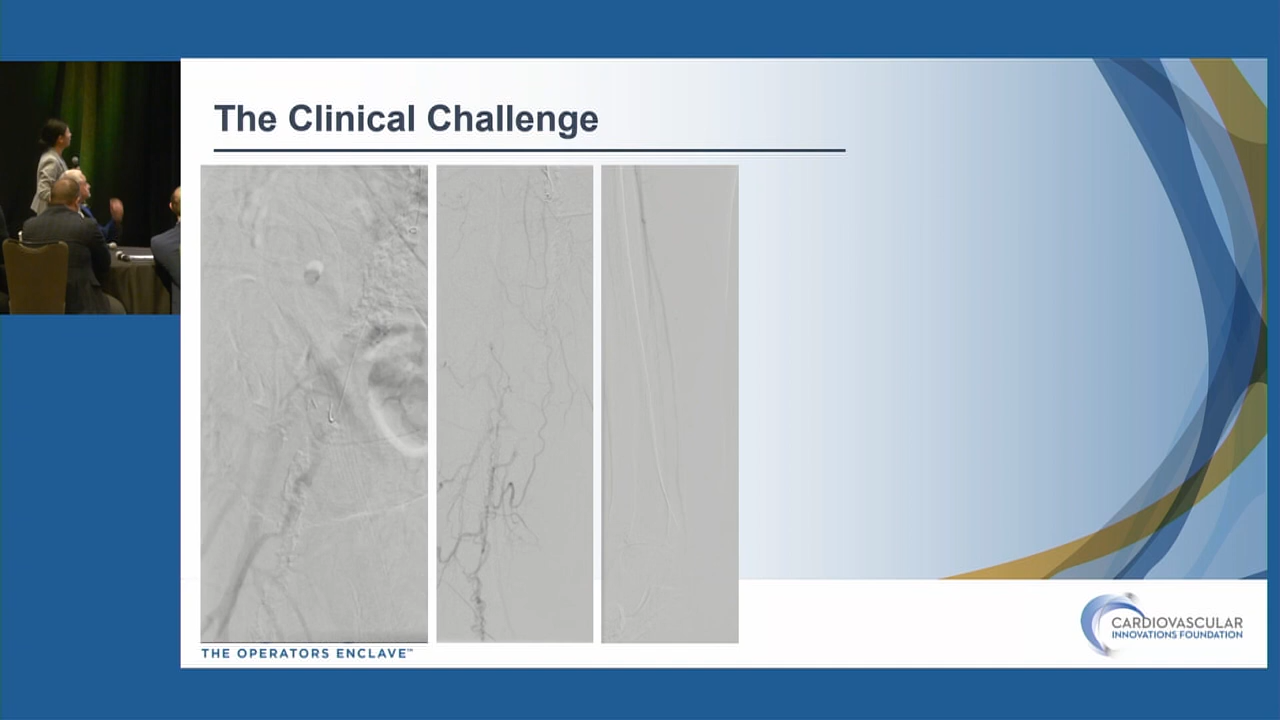 The Clinical Challenge
THE OPERATORS ENCLAVE™
CARDIOVASCULAR
INNOVATIONS FOUNDATION